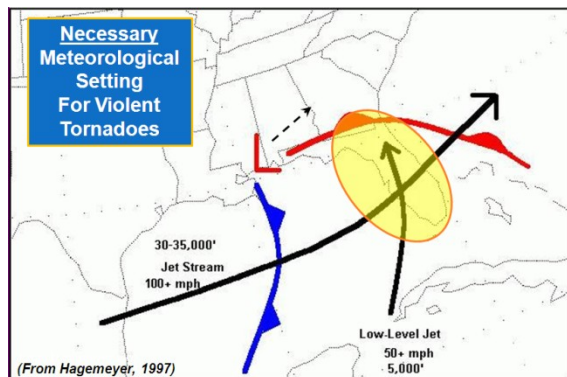 Necessary
Meteorological
Setting
For Violent
Tornadoes
30-35,000'
Jet Stream
100+ mph
Low-Level Jet
50+ mph
5,000'
(From Hagemeyer, 1997)